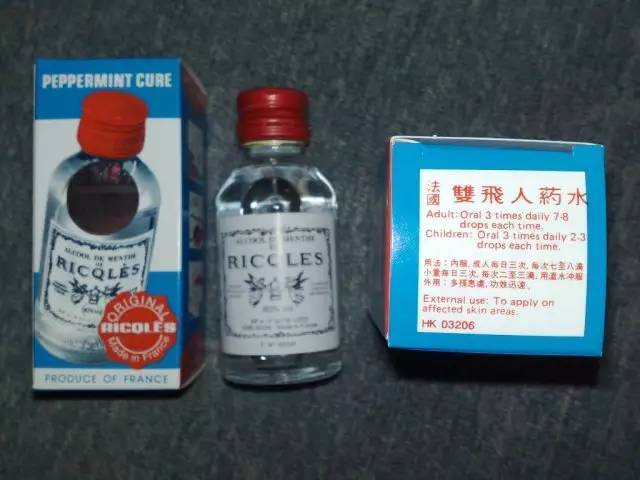 PEPPERMINT CURE
ALCOOL DE MENTHE
DE
RICQLÈS
ORIGINAL
RICQLÈS
Made in France
PRODUCE OF FRANCE
ALCOOL DE MENTHE
DE
RICQLES
法國 雙飛人药水
Adult: Oral 3 times daily 7-8
drops each time.
Children: Oral 3 times daily 2-3
drops each time.
用法：內服，成人每日三次，每次七至八滴
小童每日三次，每次二至三滴，用溫水冲服
外用：多搽患處，功效迅速。
External use: To apply on
affected skin areas.
HK 03206